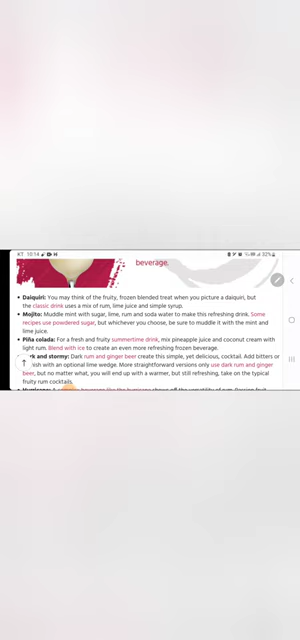 KT 10:14
32%
beverage.
• Daiquiri: You may think of the fruity, frozen blended treat when you picture a daiquiri, but
the classic drink uses a mix of rum, lime juice and simple syrup.
• Mojito: Muddle mint with sugar, lime, rum and soda water to make this refreshing drink. Some
recipes use powdered sugar, but whichever you choose, be sure to muddle it with the mint and
lime juice.
• Piña colada: For a fresh and fruity summertime drink, mix pineapple juice and coconut cream with
light rum. Blend with ice to create an even more refreshing frozen beverage.
rk and stormy: Dark rum and ginger beer create this simple, yet delicious, cocktail. Add bitters or
ish with an optional lime wedge. More straightforward versions only use dark rum and ginger
beer, but no matter what, you will end up with a warmer, but still refreshing, take on the typical
fruity rum cocktails.